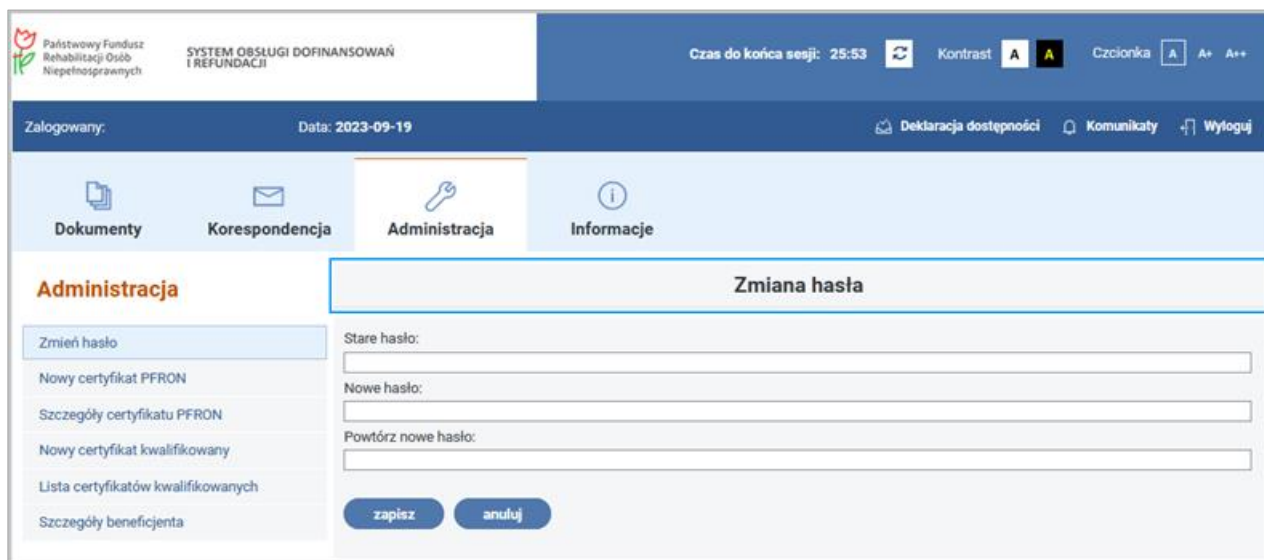 Państwowy Fundusz
Rehabilitacji Osób
Niepełnosprawnych
SYSTEM OBSŁUGI DOFINANSOWAŃ
I REFUNDACJI
Czas do końca sesji: 25:53 Kontrast A A Czcionka A A+ A++
Zalogowany: Data: 2023-09-19 Deklaracja dostępności Komunikaty Wyloguj
Dokumenty Korespondencja Administracja Informacje
Administracja
Zmień hasło
Nowy certyfikat PFRON
Szczegóły certyfikatu PFRON
Nowy certyfikat kwalifikowany
Lista certyfikatów kwalifikowanych
Szczegóły beneficjenta
Zmiana hasła
Stare hasło:
Nowe hasło:
Powtórz nowe hasło:
zapisz anuluj